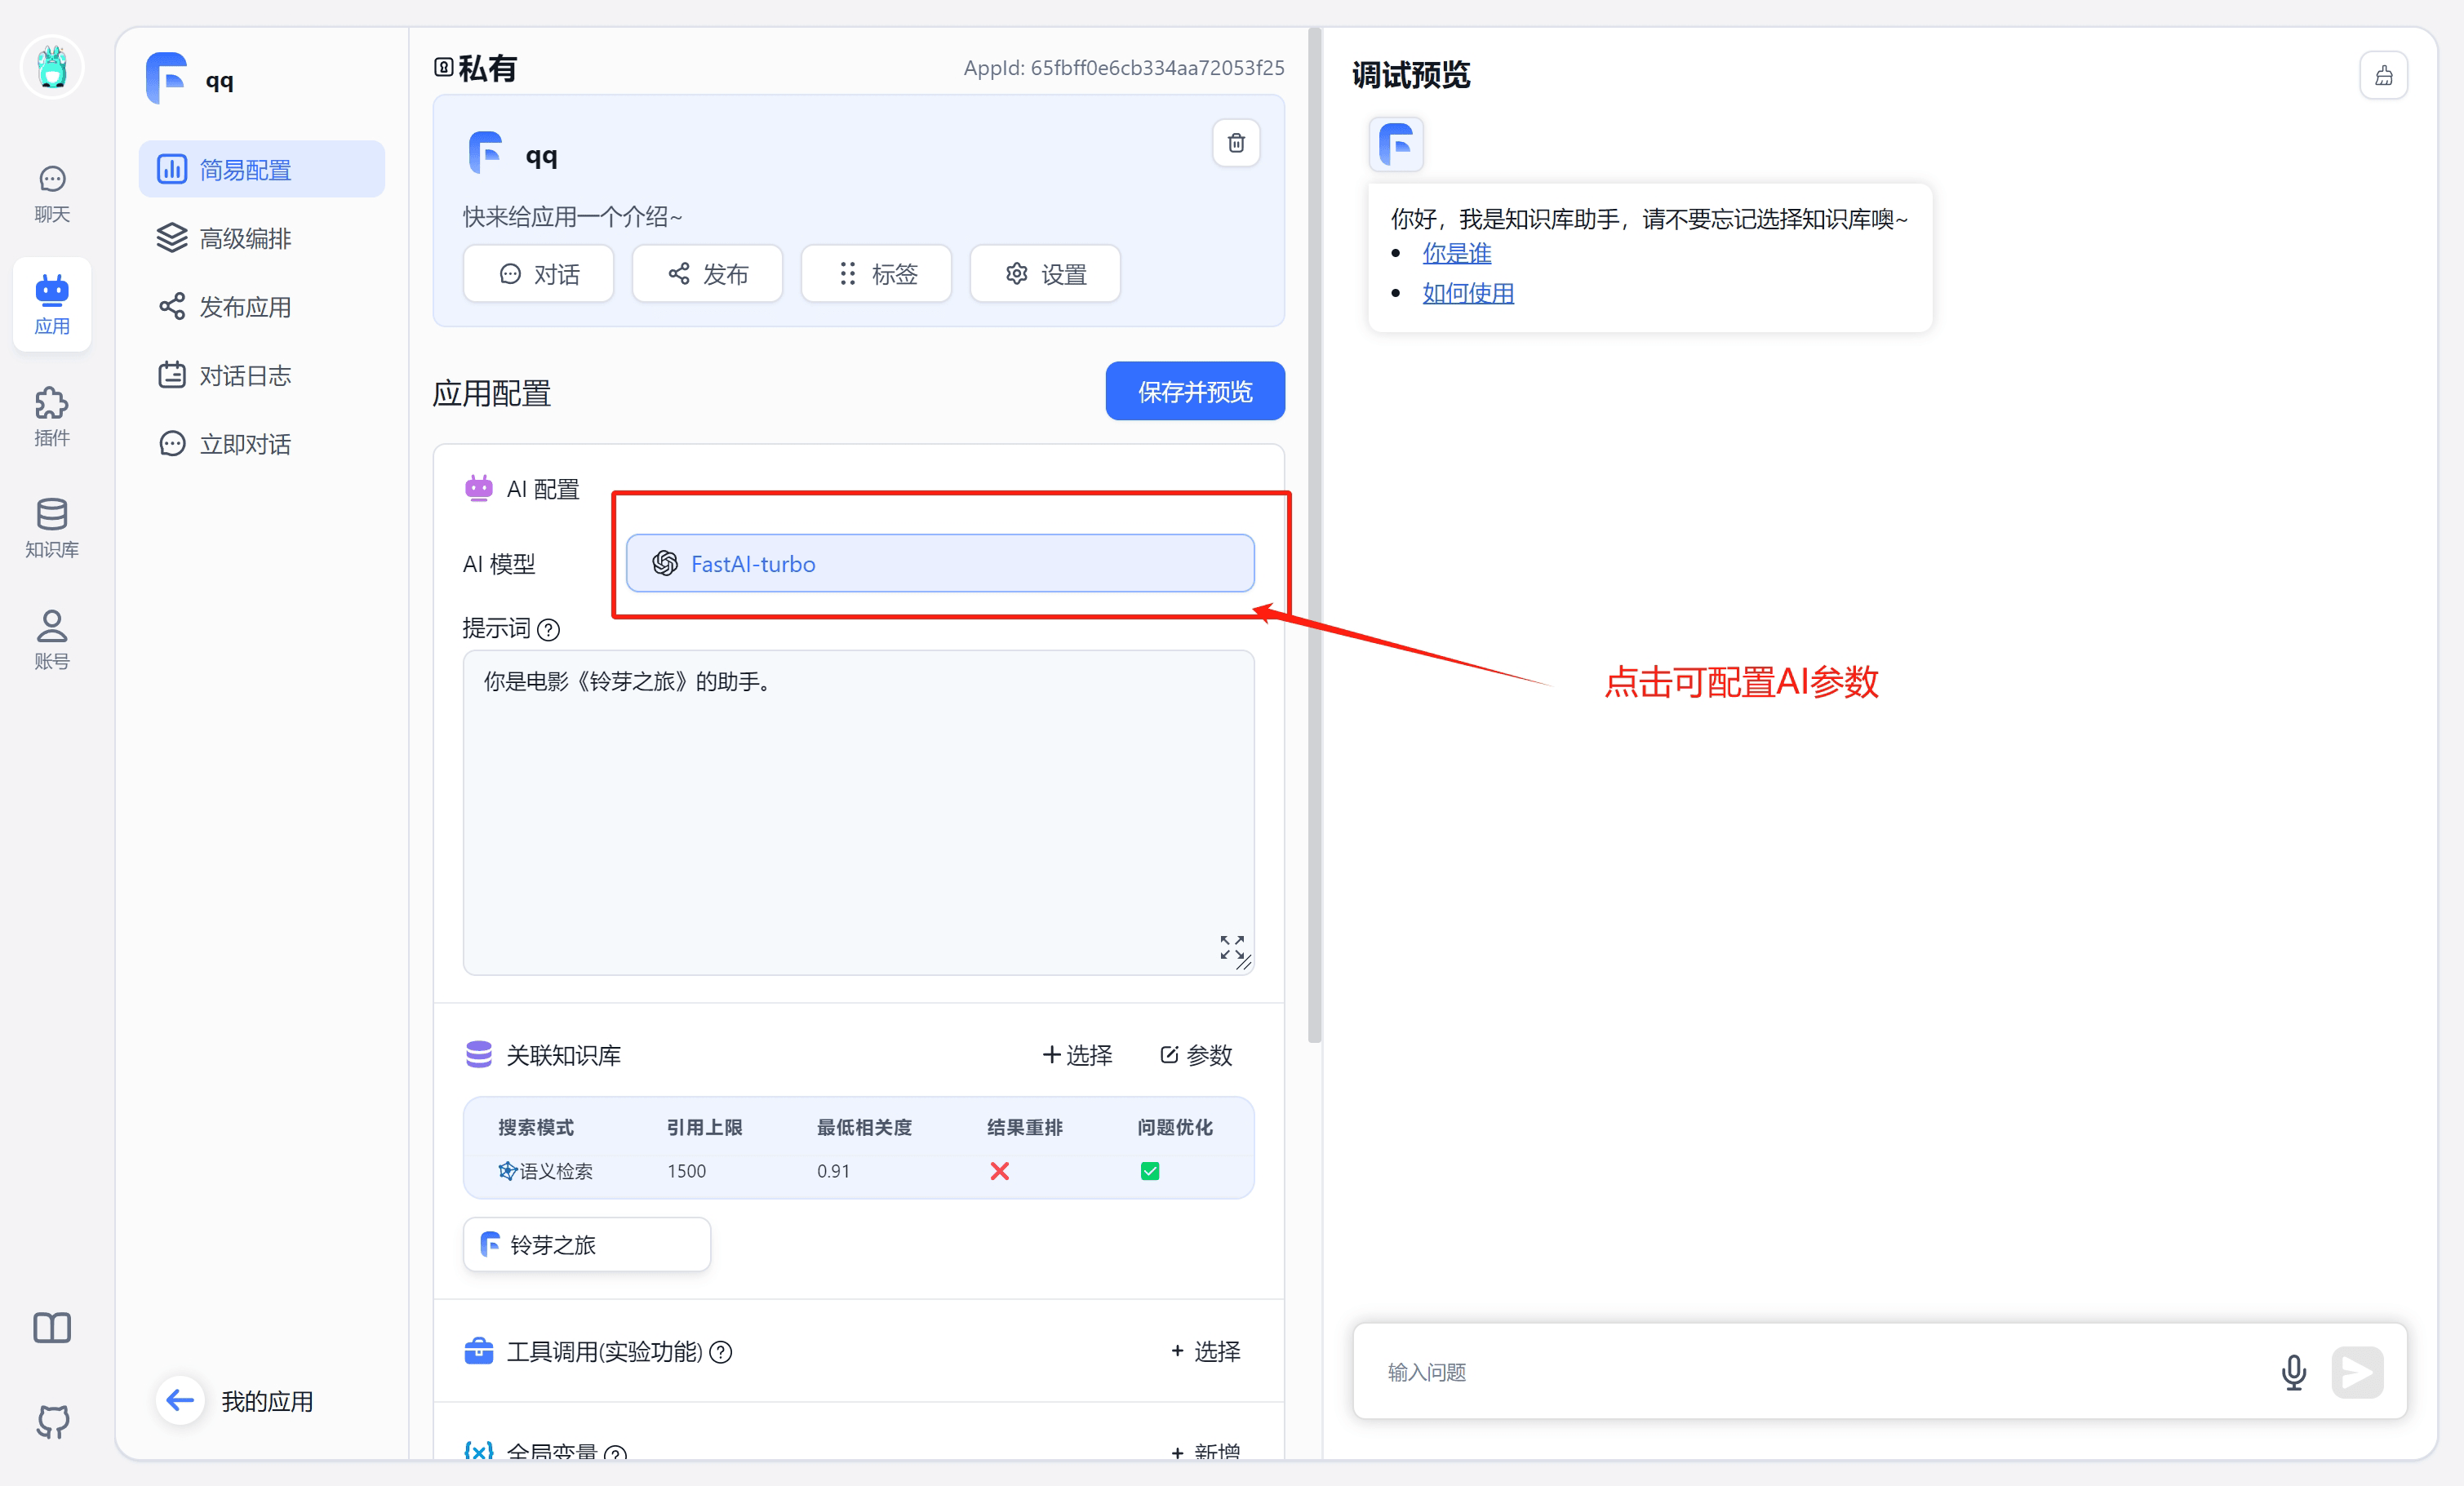 聊天
应用
插件
知识库
账号
qq
简易配置
高级编排
发布应用
对话日志
立即对话
我的应用
私有
AppId: 65fbff0e6cb334aa72053f25
qq
快来给应用一个介绍~
对话 发布 标签 设置
应用配置 保存并预览
AI 配置
AI 模型 FastAI-turbo
提示词
你是电影《铃芽之旅》的助手。
关联知识库 +选择 参数
搜索模式 引用上限 最低相关度 结果重排 问题优化
语义检索 1500 0.91
铃芽之旅
工具调用(实验功能) + 选择
全局变量 + 新增
调试预览
你好，我是知识库助手，请不要忘记选择知识库噢~
• 你是谁
• 如何使用
点击可配置AI参数
输入问题